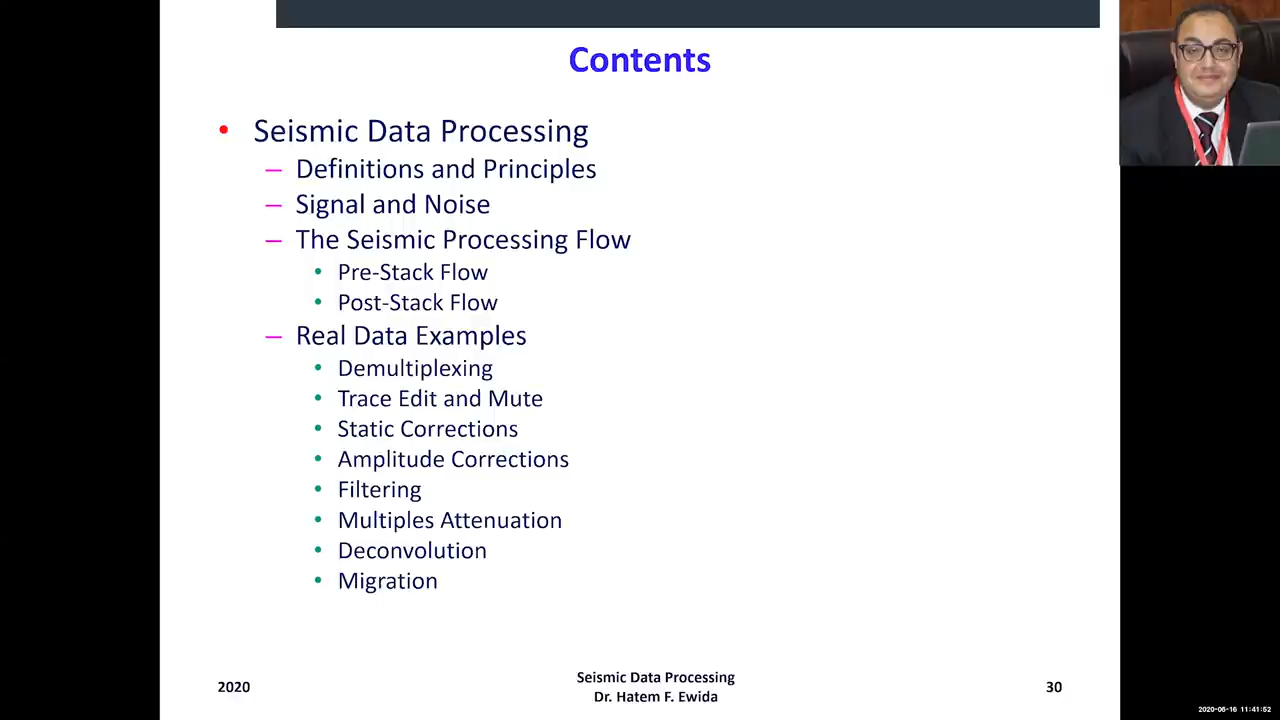 Contents
• Seismic Data Processing
– Definitions and Principles
– Signal and Noise
– The Seismic Processing Flow
• Pre-Stack Flow
• Post-Stack Flow
– Real Data Examples
• Demultiplexing
• Trace Edit and Mute
• Static Corrections
• Amplitude Corrections
• Filtering
• Multiples Attenuation
• Deconvolution
• Migration
2020
Seismic Data Processing
Dr. Hatem F. Ewida
30
2020-06-16 11:41:52